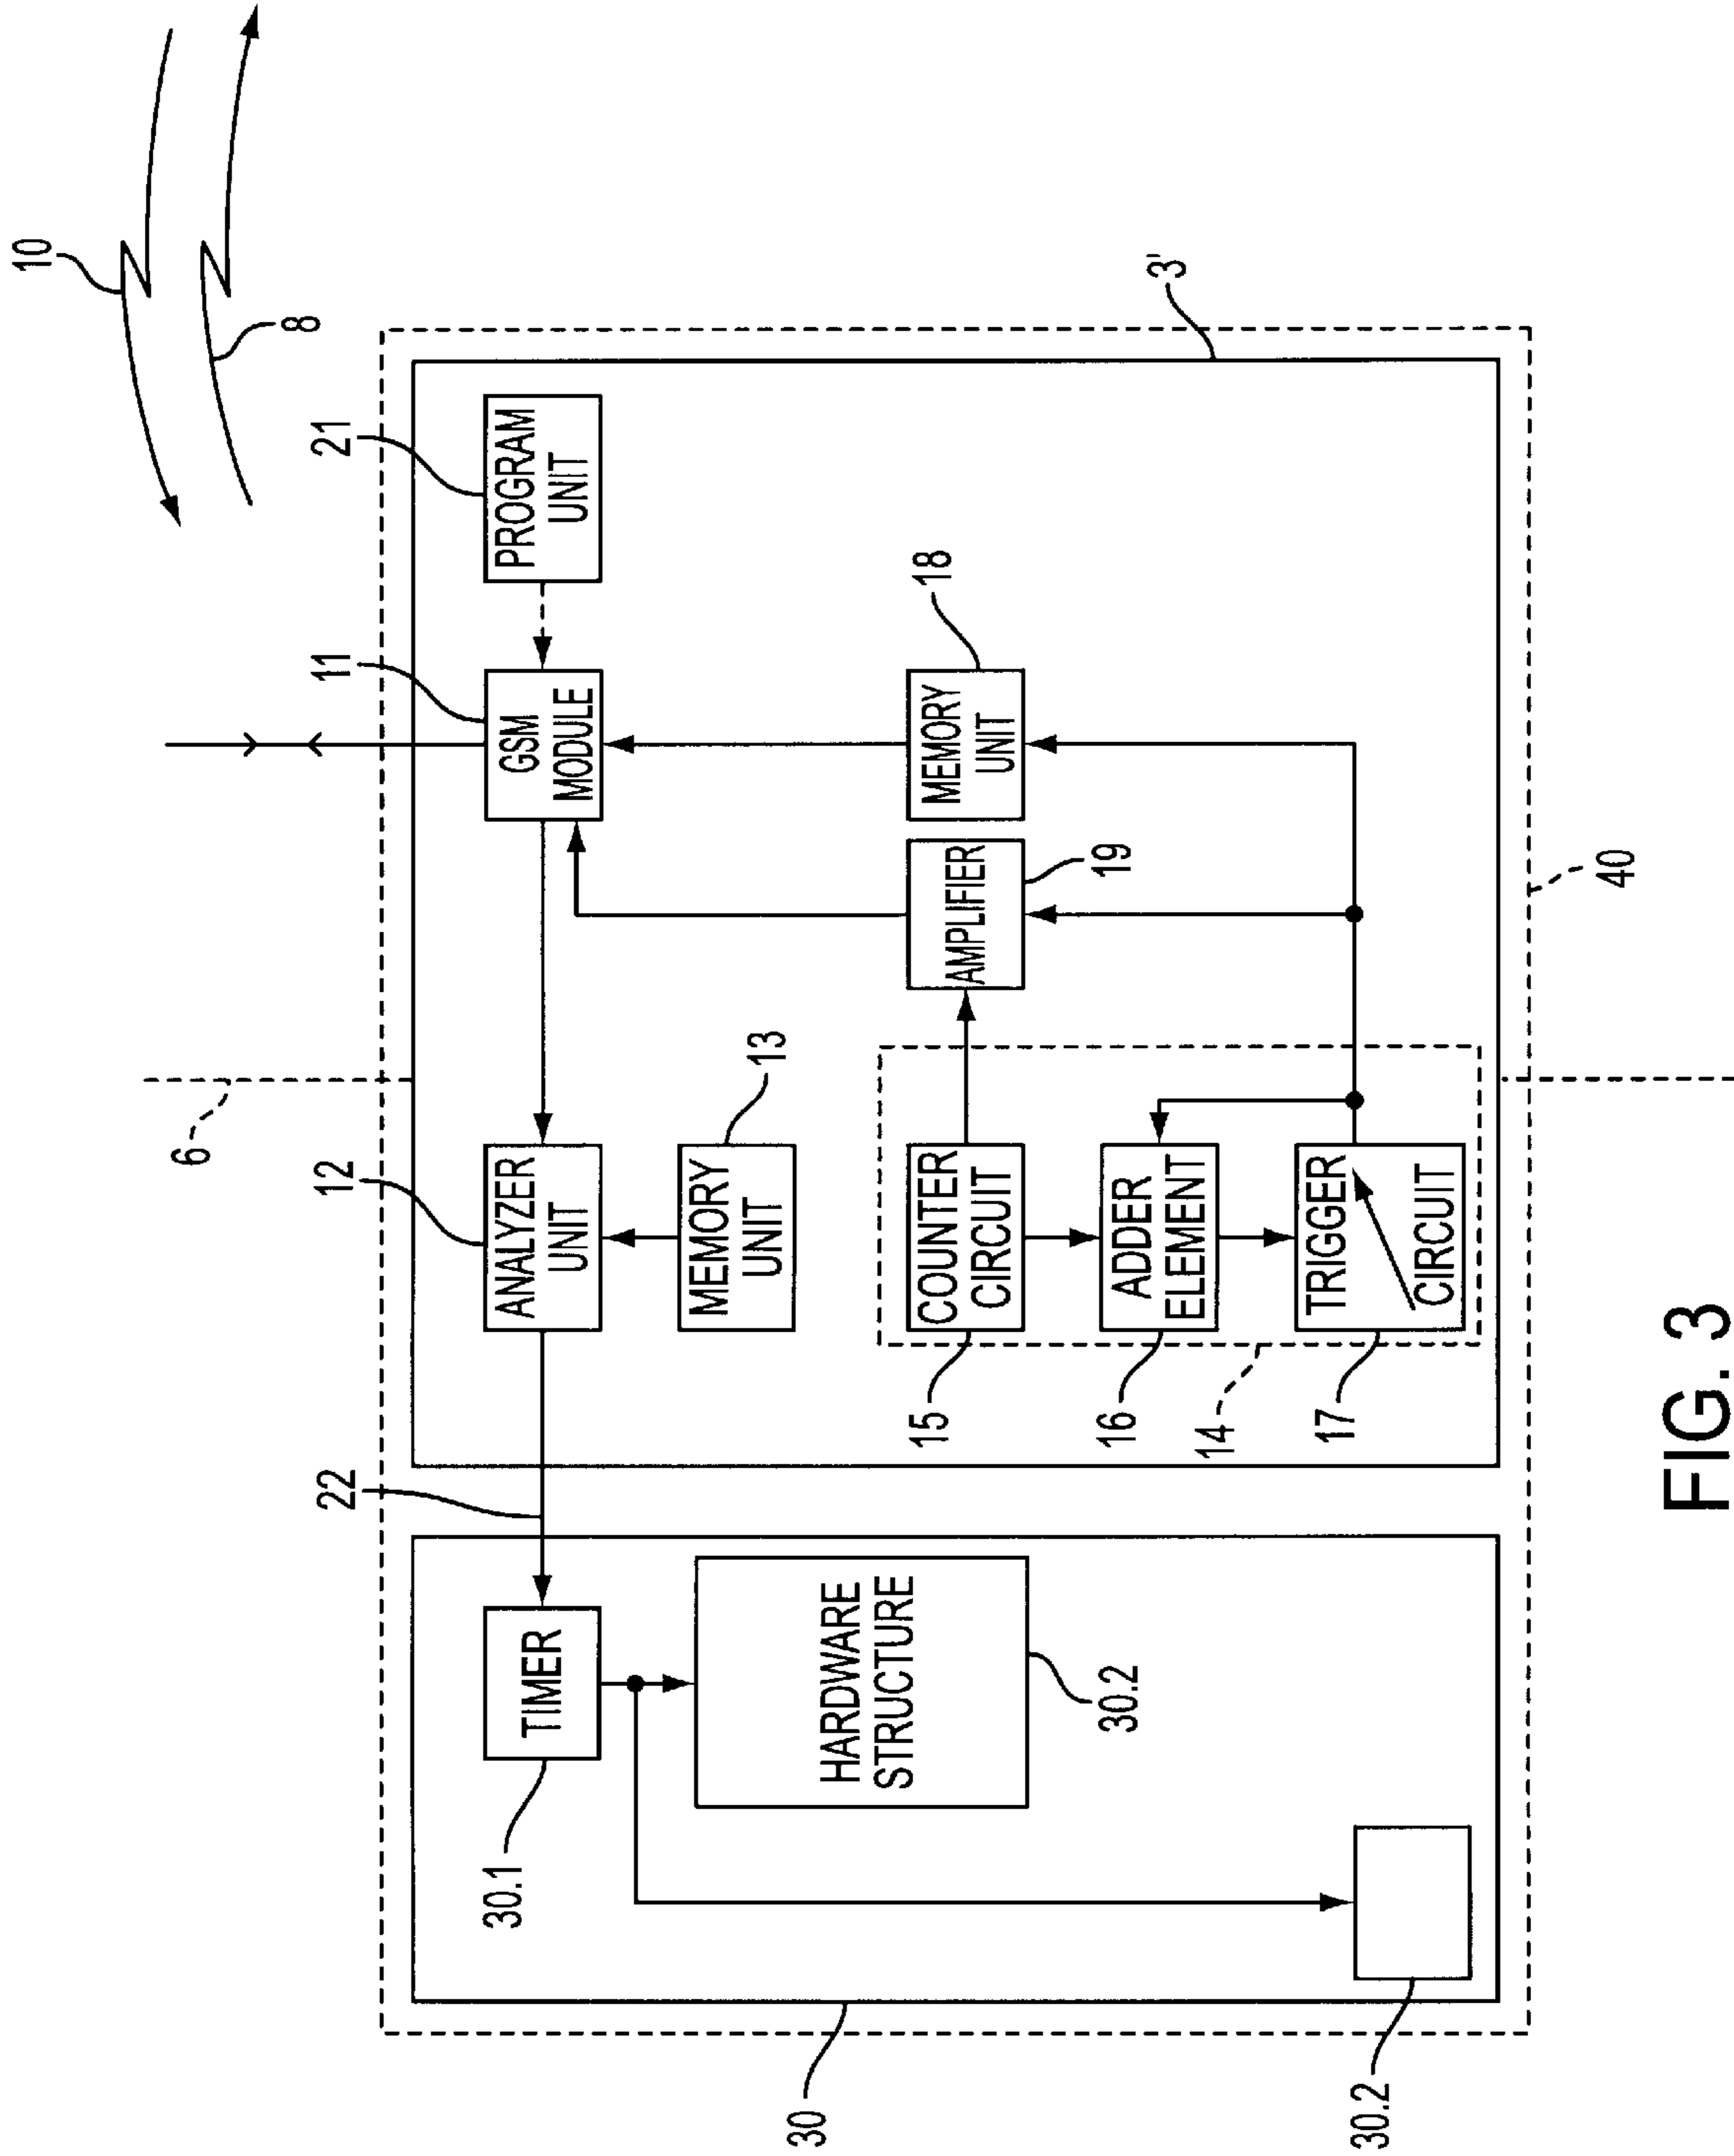 10
8
3'
21
PROGRAM
UNIT
11
GSM
MODULE
18
MEMORY
UNIT
19
AMPLIFIER
40
6
12
ANALYZER
UNIT
13
MEMORY
UNIT
COUNTER
CIRCUIT
15
ADDER
ELEMENT
16
14
TRIGGER
CIRCUIT
17
22
TIMER
30.1
HARDWARE
STRUCTURE
30.2
30
30.2
FIG. 3